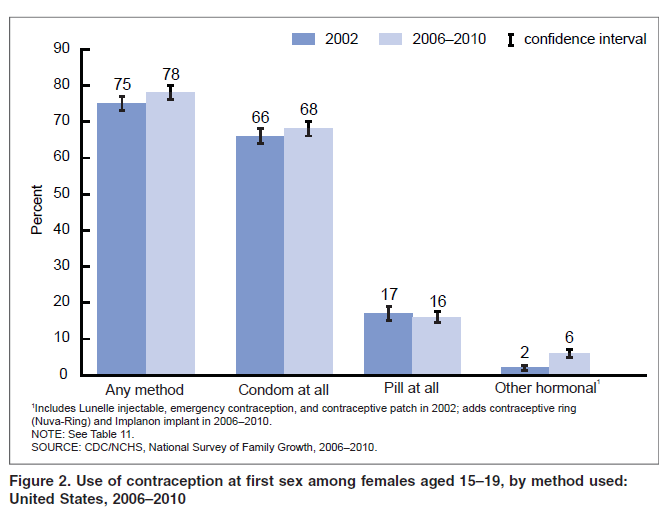 2002 2006–2010 confidence interval
90
80
70
60
50
40
30
20
10
0
Percent
75 78
66 68
17 16
2 6
Any method Condom at all Pill at all Other hormonal¹
¹Includes Lunelle injectable, emergency contraception, and contraceptive patch in 2002; adds contraceptive ring
(Nuva-Ring) and Implanon implant in 2006–2010.
NOTE: See Table 11.
SOURCE: CDC/NCHS, National Survey of Family Growth, 2006–2010.
Figure 2. Use of contraception at first sex among females aged 15–19, by method used:
United States, 2006–2010